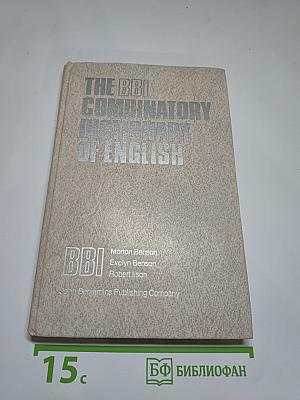 THE BBI
COMBINATORY
DICTIONARY
OF ENGLISH
BBI
Morton Benson
Evelyn Benson
Robert Ilson
John Benjamins Publishing Company
15 c
БФ БИБЛИОФАН